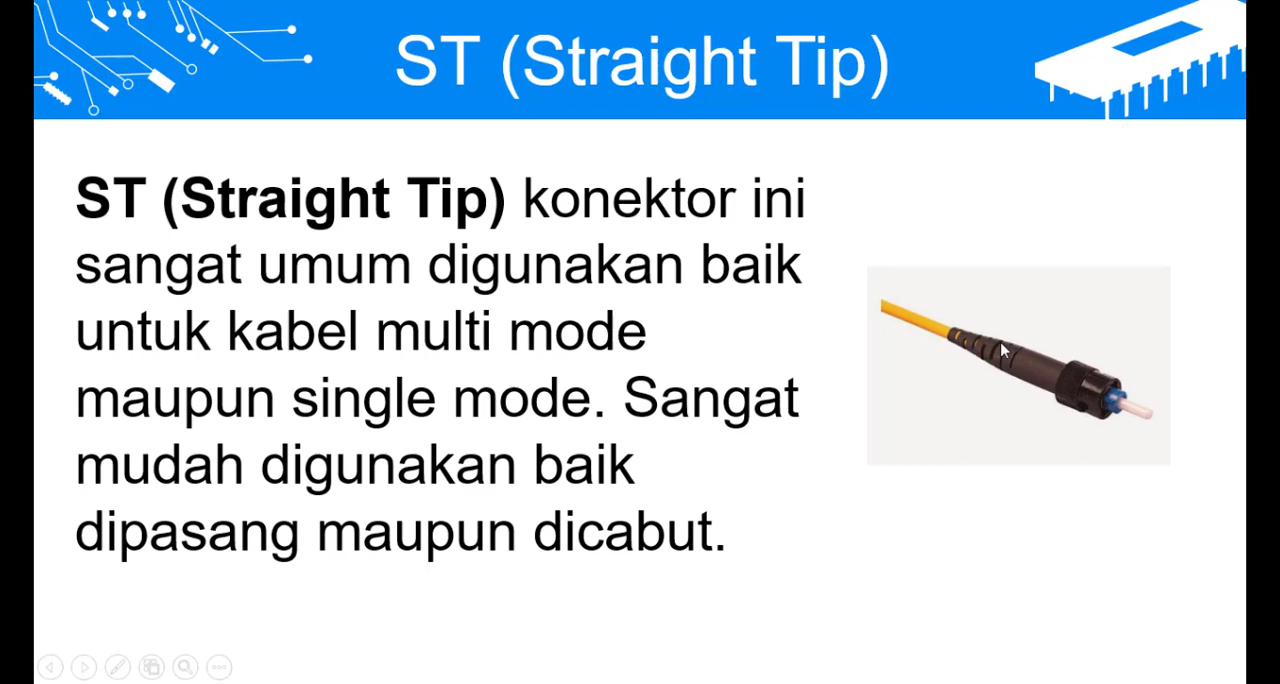 ST (Straight Tip)
ST (Straight Tip) konektor ini
sangat umum digunakan baik
untuk kabel multi mode
maupun single mode. Sangat
mudah digunakan baik
dipasang maupun dicabut.